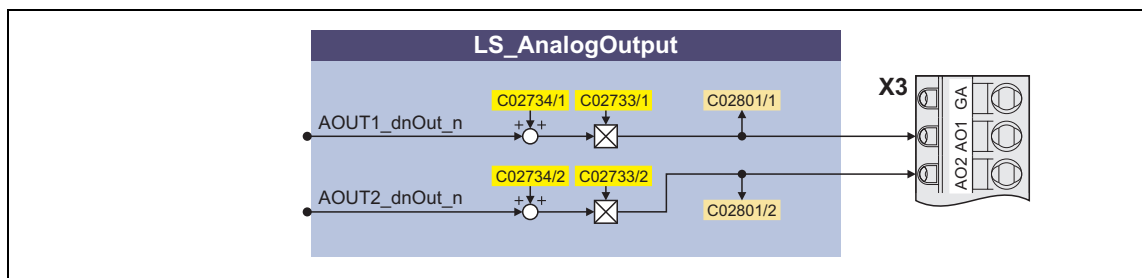 LS_AnalogOutput
X3
GA
C02734/1 C02733/1 C02801/1
AOUT1_dnOut_n
+ +
AO1
C02734/2 C02733/2
AO2
AOUT2_dnOut_n
+ +
C02801/2